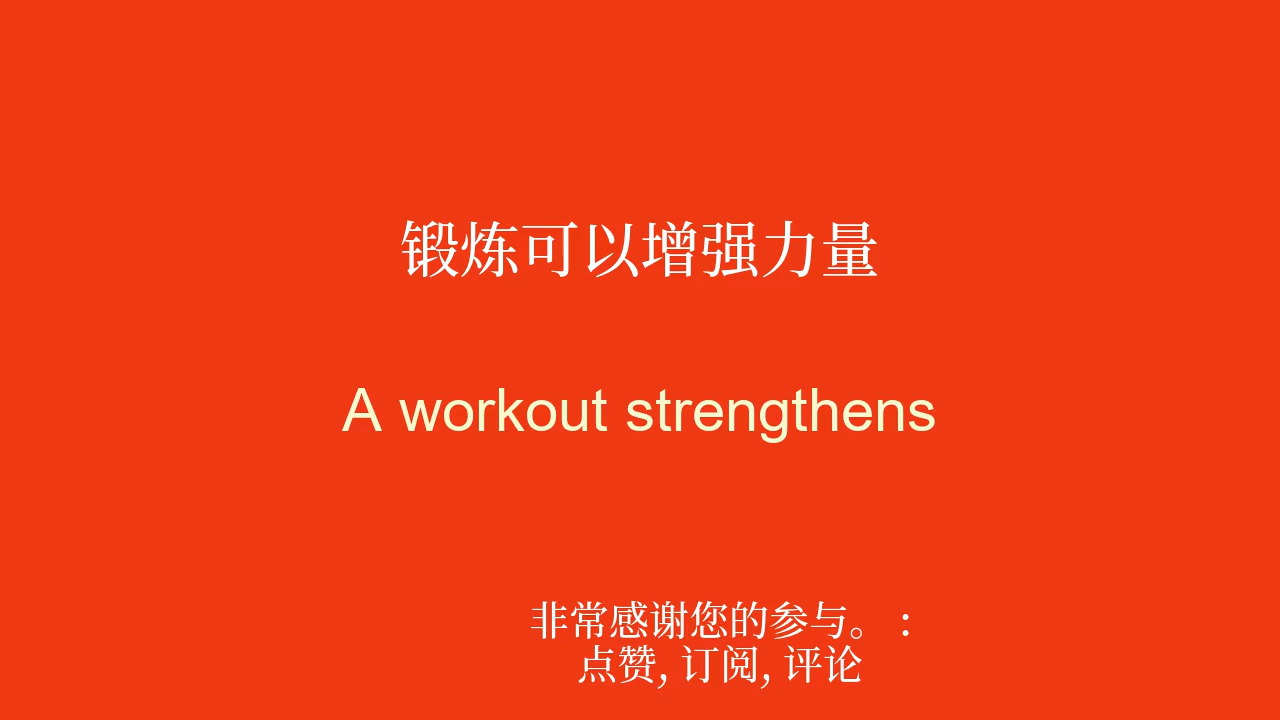 锻炼可以增强力量
A workout strengthens
非常感谢您的参与。 :
点赞, 订阅, 评论